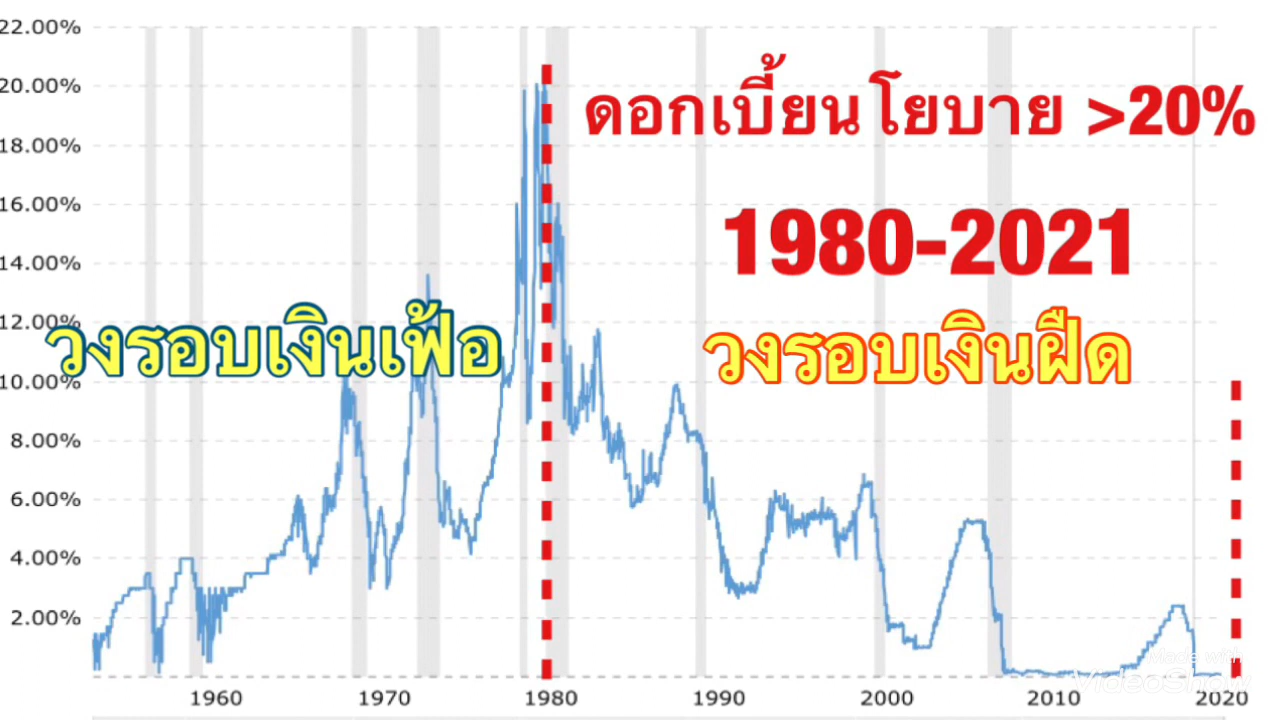 22.00%
20.00%
ดอกเบี้ยนโยบาย >20%
18.00%
16.00%
1980-2021
14.00%
12.00%
วงรอบเงินเฟ้อ
วงรอบเงินฝืด
10.00%
8.00%
6.00%
4.00%
2.00%
Made with
VideoShow
1960 1970 1980 1990 2000 2010 2020